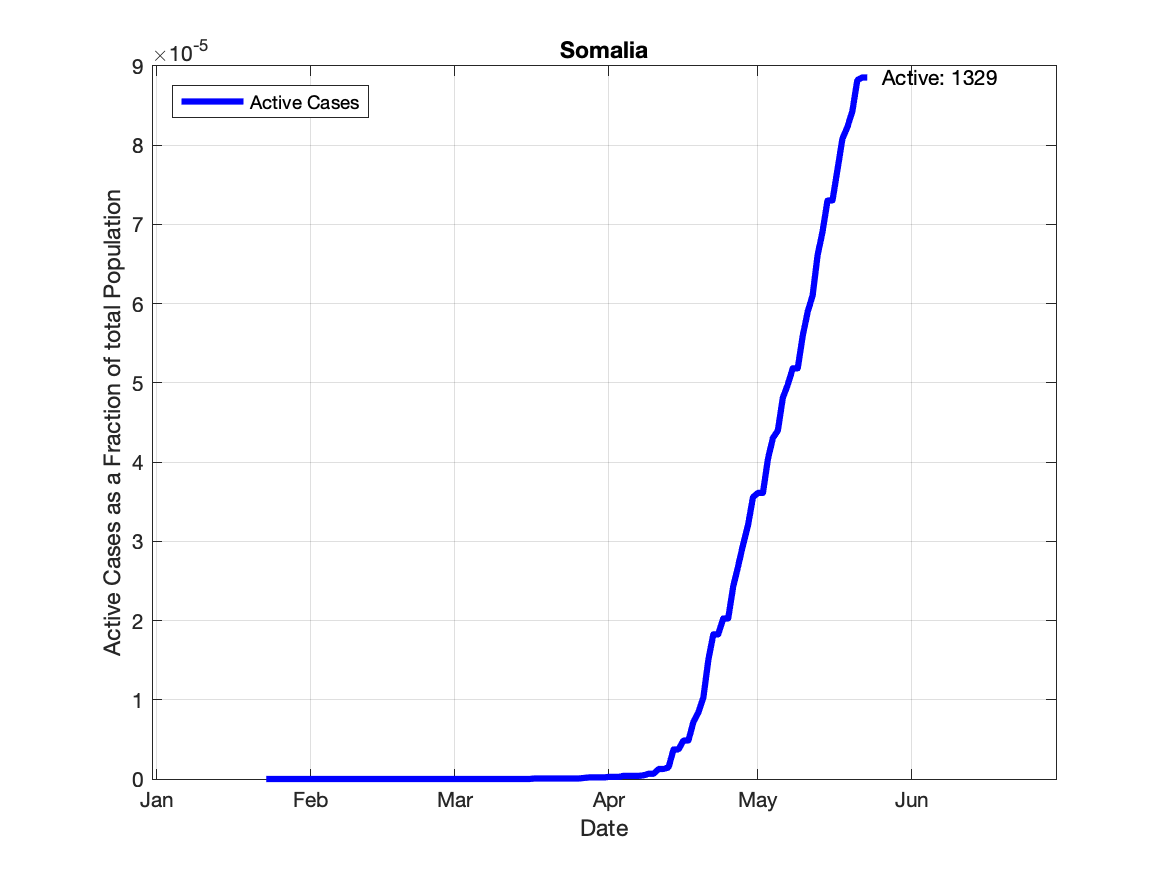 Somalia
×10-5
Active Cases
Active: 1329
9
8
7
6
5
4
3
2
1
0
Active Cases as a Fraction of total Population
Jan Feb Mar Apr May Jun
Date